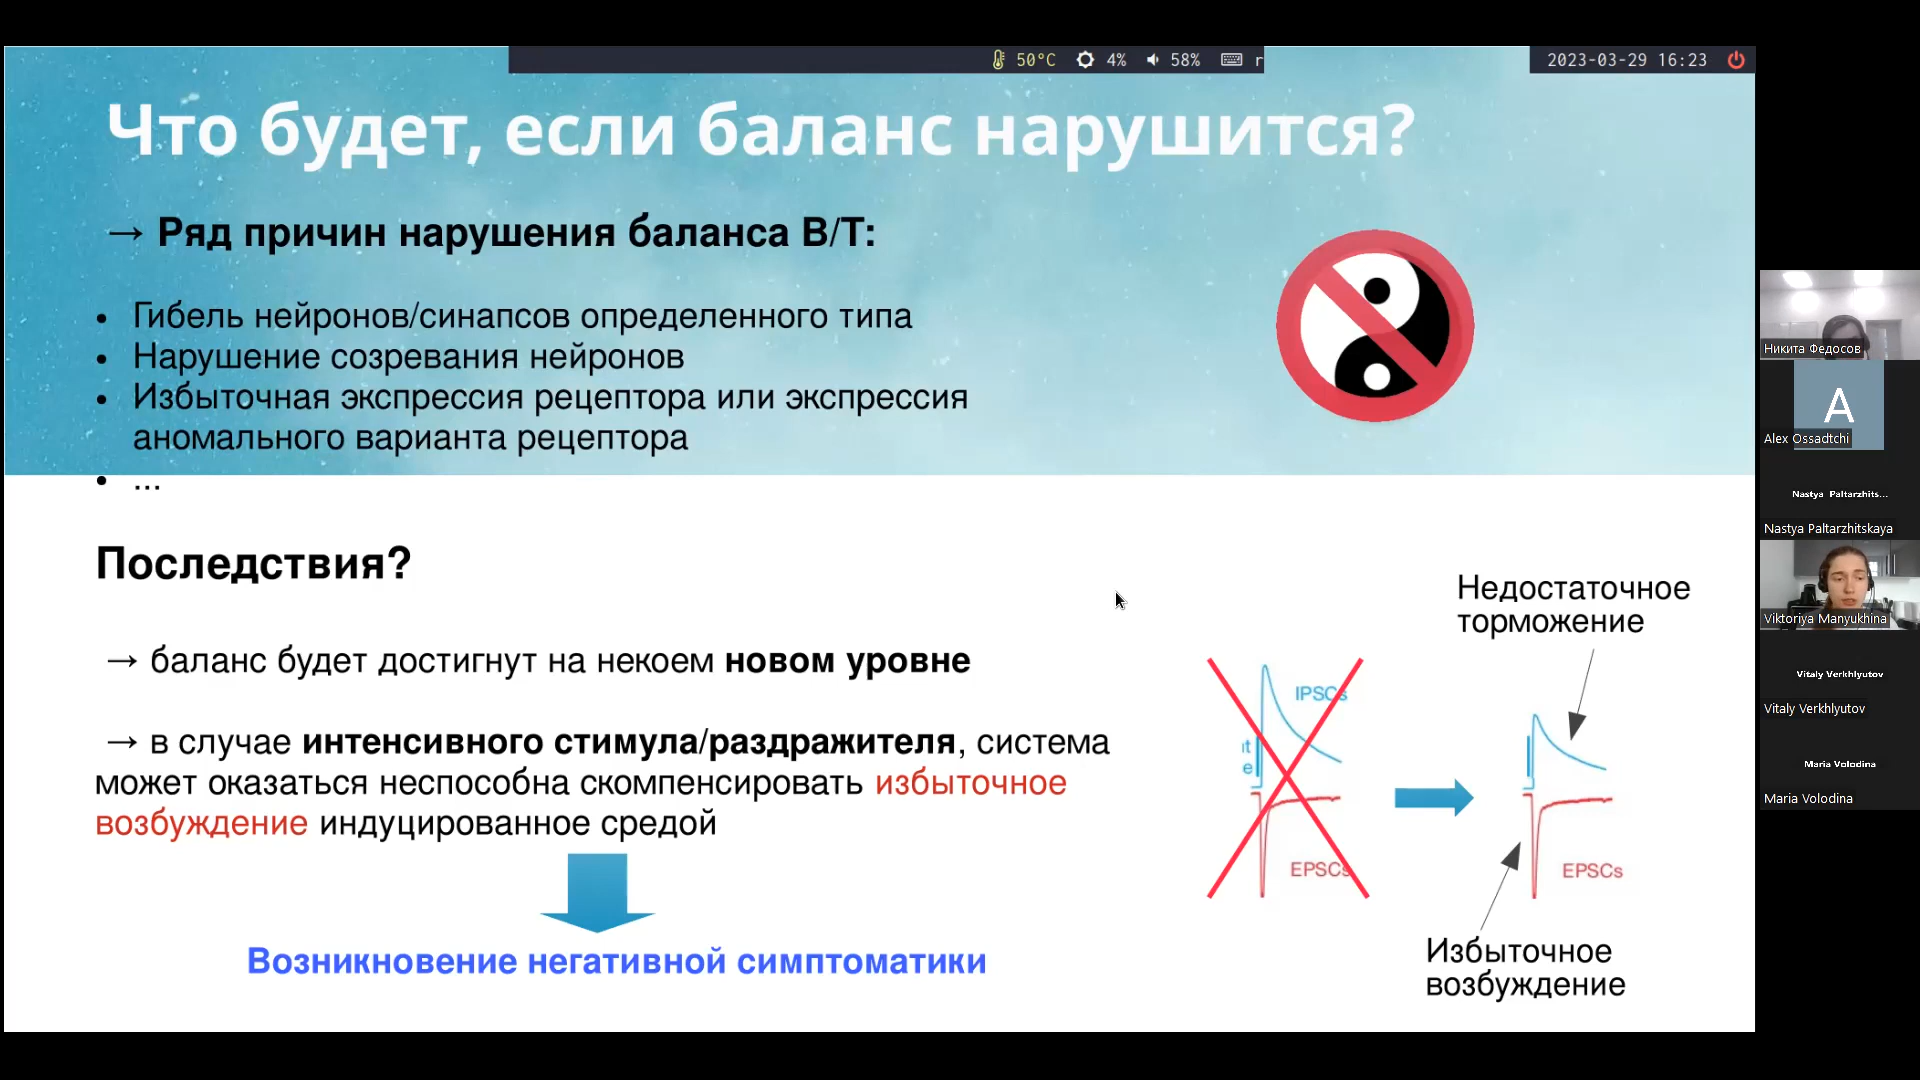 50°C 4% 58% r
2023-03-29 16:23
Что будет, если баланс нарушится?
→ Ряд причин нарушения баланса В/Т:
• Гибель нейронов/синапсов определенного типа
• Нарушение созревания нейронов
• Избыточная экспрессия рецептора или экспрессия
аномального варианта рецептора
• ...
Последствия?
→ баланс будет достигнут на некоем новом уровне
→ в случае интенсивного стимула/раздражителя, система
может оказаться неспособна скомпенсировать избыточное
возбуждение индуцированное средой
Возникновение негативной симптоматики
Недостаточное
торможение
IPSCs
it
e
EPSCs
EPSCs
Избыточное
возбуждение
Никита Федосов
A
Alex Ossadtchi
Nastya Paltarzhits...
Nastya Paltarzhitskaya
Viktoriya Manyukhina
Vitaly Verkhlyutov
Vitaly Verkhlyutov
Maria Volodina
Maria Volodina